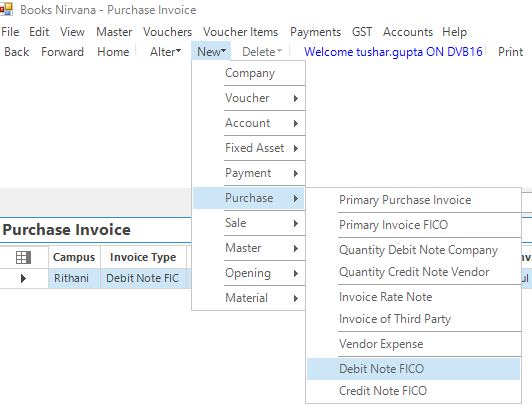 Books Nirvana - Purchase Invoice
File Edit View Master Vouchers Voucher Items Payments GST Accounts Help
Back Forward Home Alter New Delete Welcome tushar.gupta ON DVB16 Print
Company
Voucher
Account
Fixed Asset
Payment
Purchase
Sale
Master
Opening
Material
Primary Purchase Invoice
Primary Invoice FICO
Quantity Debit Note Company
Quantity Credit Note Vendor
Invoice Rate Note
Invoice of Third Party
Vendor Expense
Debit Note FICO
Credit Note FICO
Purchase Invoice
Campus Invoice Type
Rithani Debit Note FIC